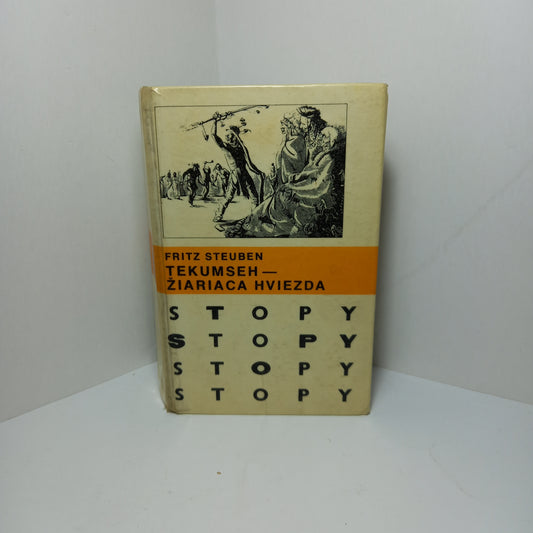 FRITZ STEUBEN
TEKUMSEH —
ŽIARIACA HVIEZDA
STOPY
STOPY
STOPY
STOPY